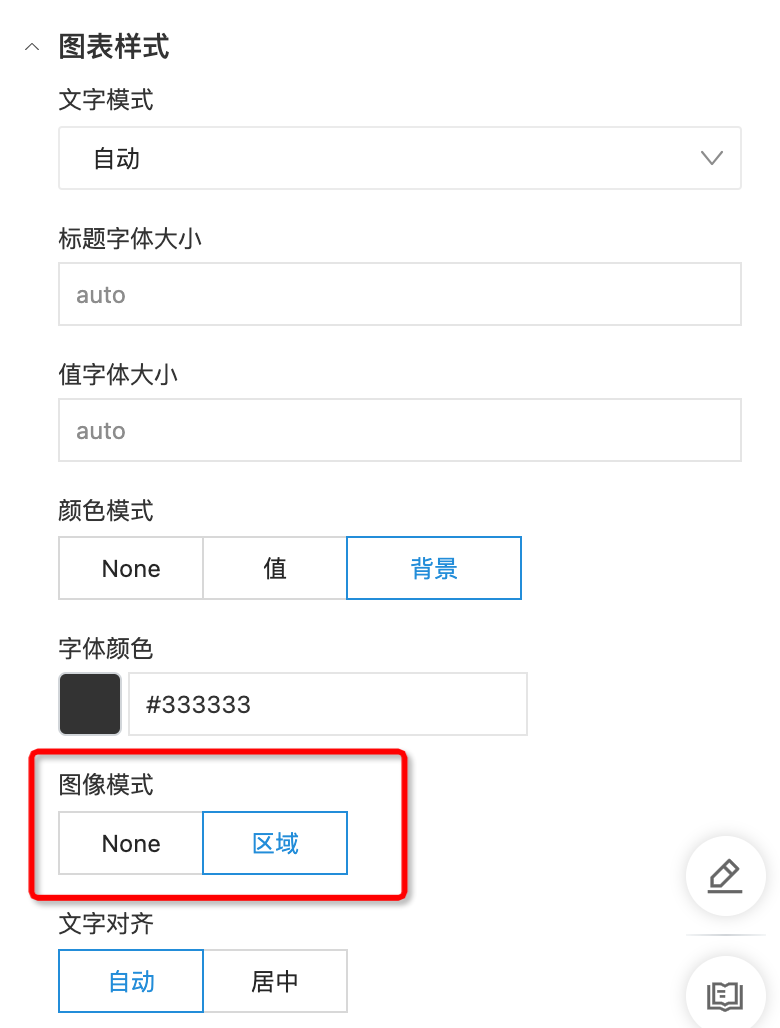 图表样式
文字模式
自动
标题字体大小
auto
值字体大小
auto
颜色模式
None 值 背景
字体颜色
#333333
图像模式
None 区域
文字对齐
自动 居中